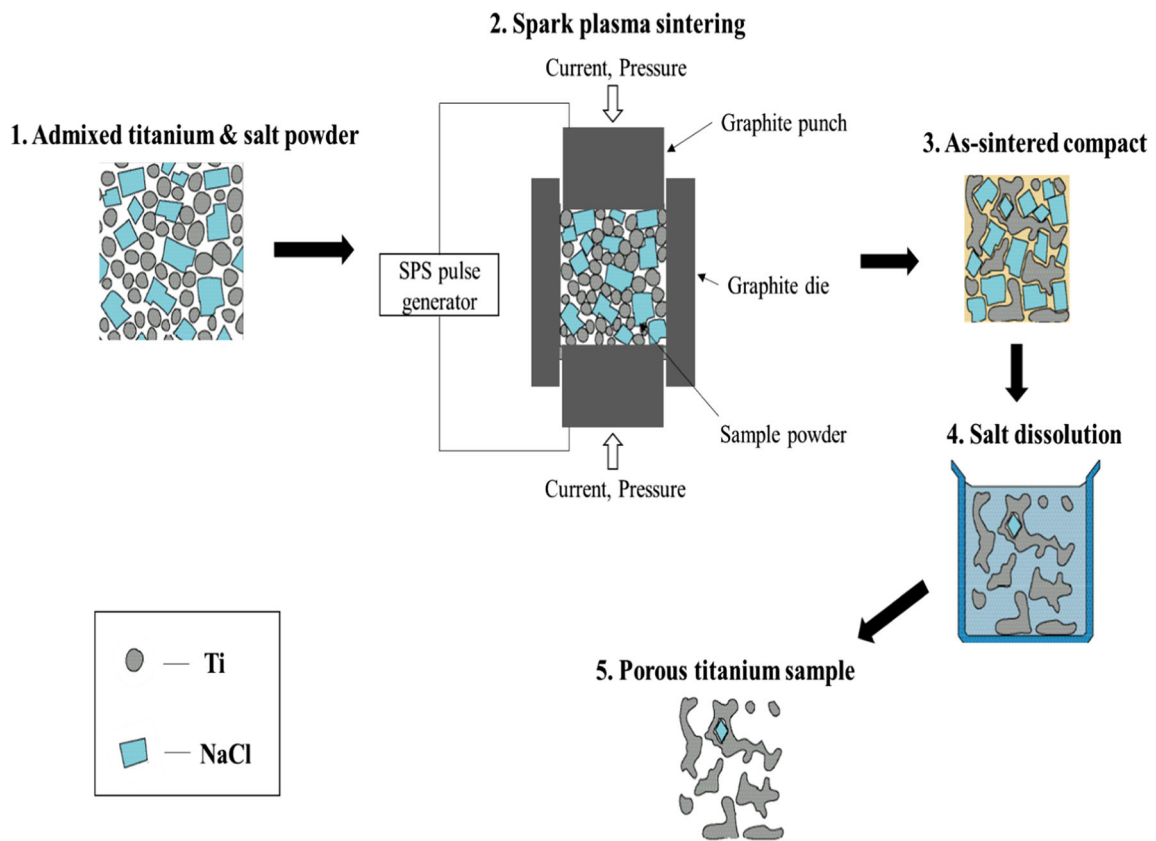 2. Spark plasma sintering
Current, Pressure
Graphite punch
1. Admixed titanium & salt powder
3. As-sintered compact
SPS pulse
generator
Graphite die
Sample powder
4. Salt dissolution
Current, Pressure
Ti
NaCl
5. Porous titanium sample